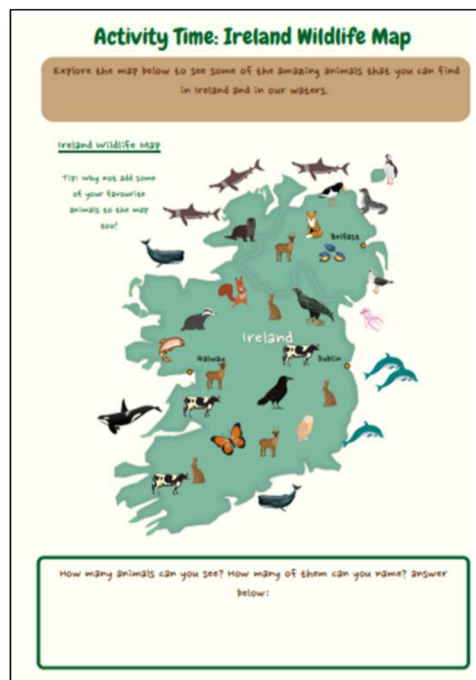 Activity Time: Ireland Wildlife Map
Explore the map below to see some of the amazing animals that you can find
in Ireland and in our waters.
Ireland Wildlife Map
Tip: Why not add some
of your favourite
animals to the map
too!
Belfast
Ireland
Galway
Dublin
How many animals can you see? How many of them can you name? answer
below: